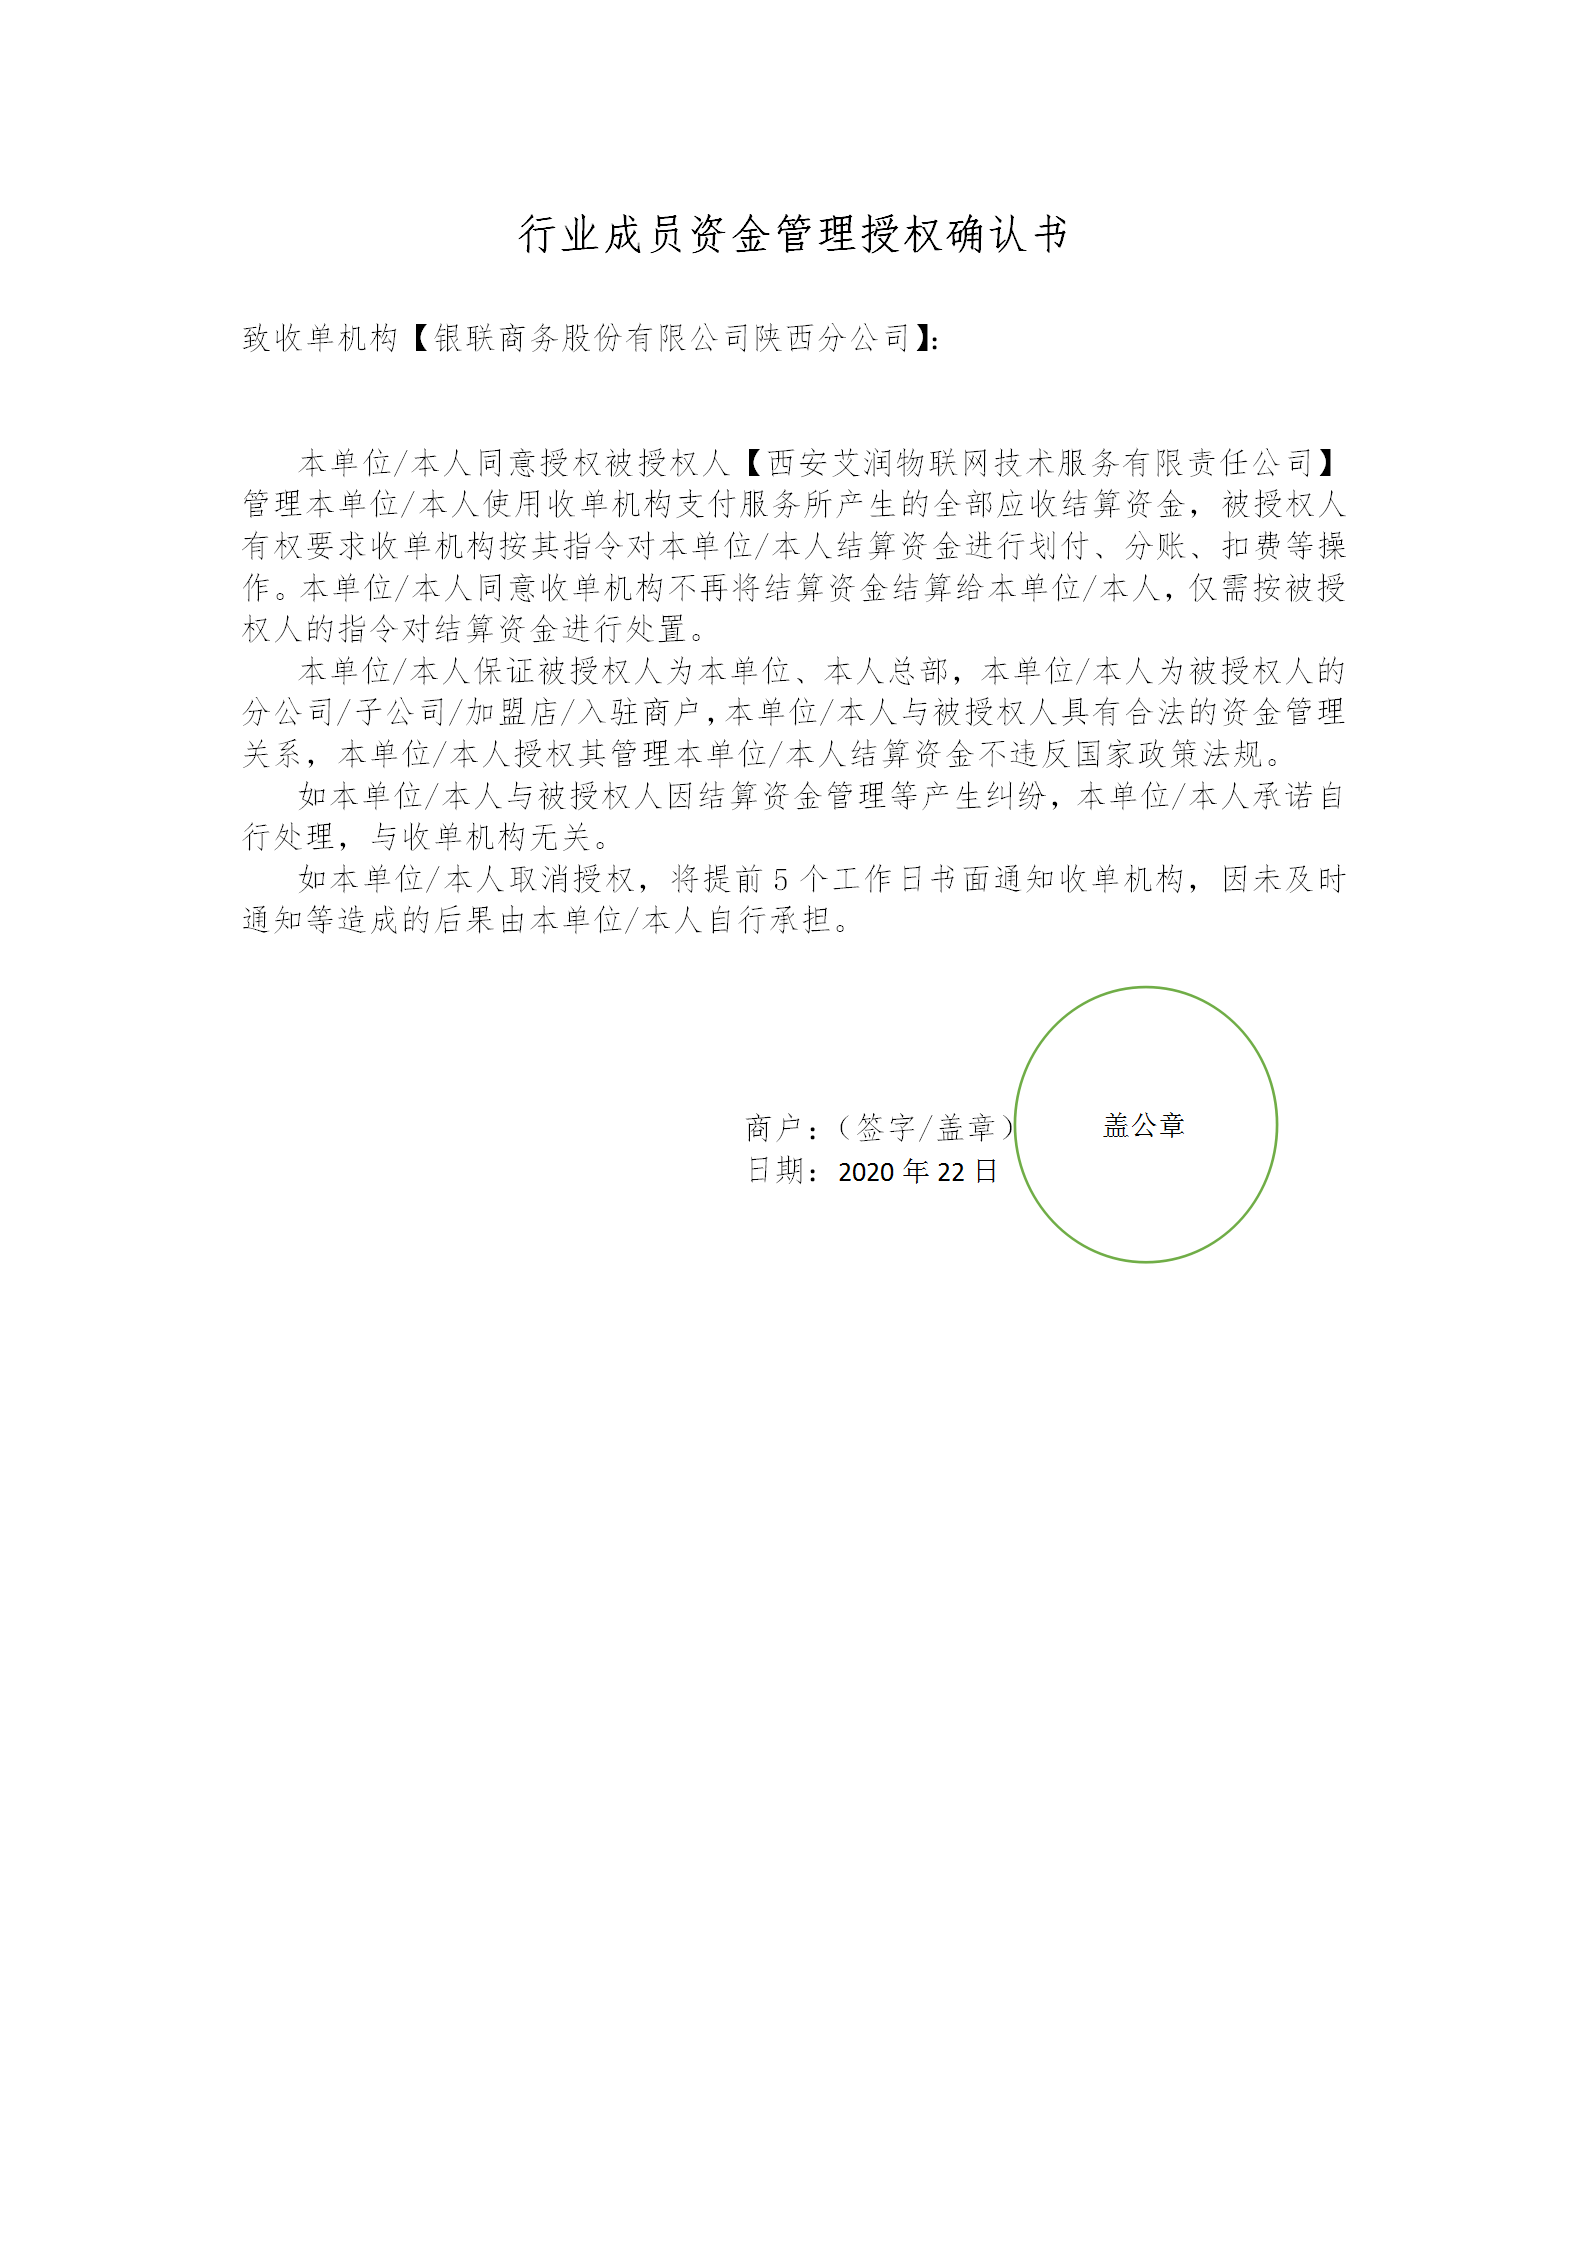 行业成员资金管理授权确认书
致收单机构【银联商务股份有限公司陕西分公司】：
本单位/本人同意授权被授权人【西安艾润物联网技术服务有限责任公司】
管理本单位/本人使用收单机构支付服务所产生的全部应收结算资金，被授权人
有权要求收单机构按其指令对本单位/本人结算资金进行划付、分账、扣费等操
作。本单位/本人同意收单机构不再将结算资金结算给本单位/本人，仅需按被授
权人的指令对结算资金进行处置。
本单位/本人保证被授权人为本单位、本人总部，本单位/本人为被授权人的
分公司/子公司/加盟店/入驻商户，本单位/本人与被授权人具有合法的资金管理
关系，本单位/本人授权其管理本单位/本人结算资金不违反国家政策法规。
如本单位/本人与被授权人因结算资金管理等产生纠纷，本单位/本人承诺自
行处理，与收单机构无关。
如本单位/本人取消授权，将提前 5 个工作日书面通知收单机构，因未及时
通知等造成的后果由本单位/本人自行承担。
商户：（签字/盖章） 盖公章
日期：2020 年 22 日